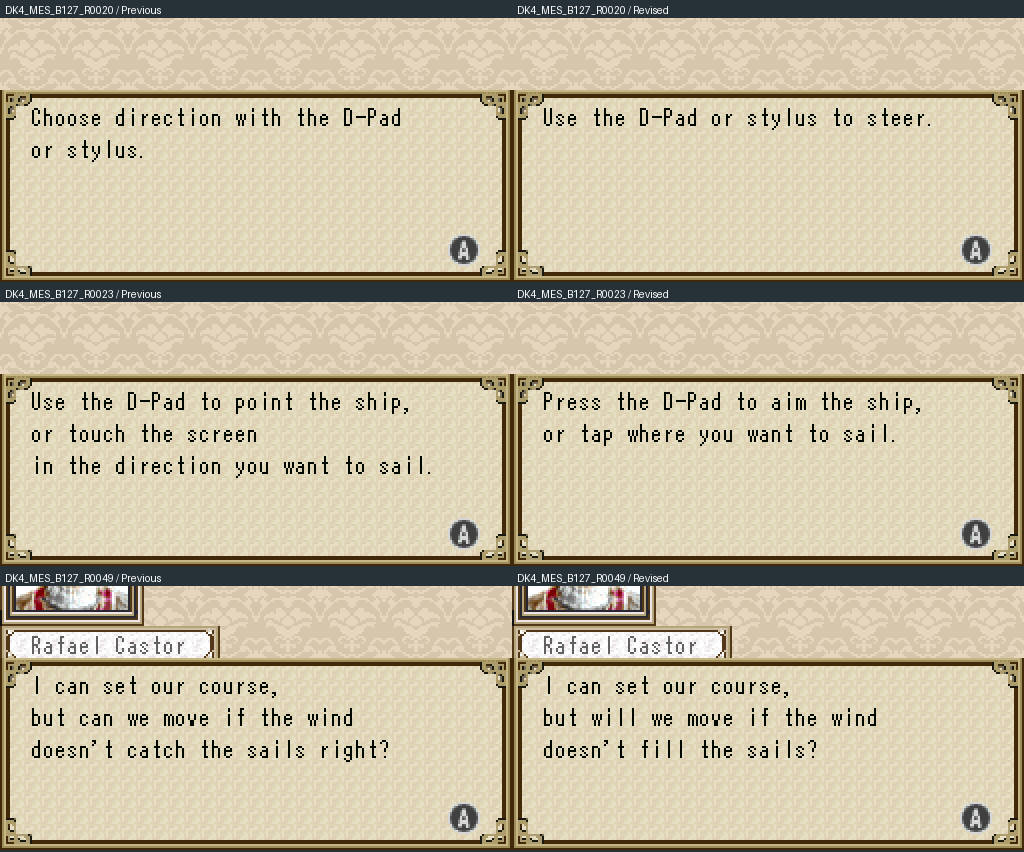 DK4_MES_B127_R0020 / Previous
Choose direction with the D-Pad
or stylus.
A
DK4_MES_B127_R0020 / Revised
Use the D-Pad or stylus to steer.
A
DK4_MES_B127_R0023 / Previous
Use the D-Pad to point the ship,
or touch the screen
in the direction you want to sail.
A
DK4_MES_B127_R0023 / Revised
Press the D-Pad to aim the ship,
or tap where you want to sail.
A
DK4_MES_B127_R0049 / Previous
Rafael Castor
I can set our course,
but can we move if the wind
doesn't catch the sails right?
A
DK4_MES_B127_R0049 / Revised
Rafael Castor
I can set our course,
but will we move if the wind
doesn't fill the sails?
A